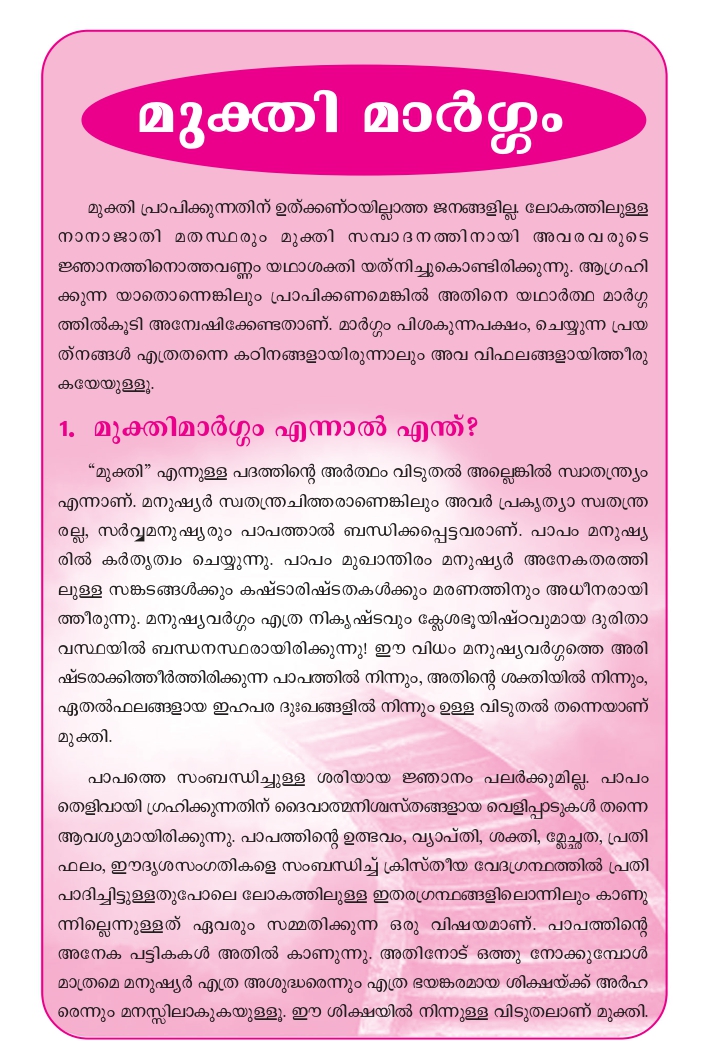 മുക്തി മാർഗ്ഗം
മുക്തി പ്രാപിക്കുന്നതിന് ഉത്ക്കണ്ഠയില്ലാത്ത ജനങ്ങളില്ല. ലോകത്തിലുള്ള
നാനാജാതി മതസ്ഥരും മുക്തി സമ്പാദനത്തിനായി അവരവരുടെ
ജ്ഞാനത്തിനൊത്തവണ്ണം യഥാശക്തി യത്നിച്ചുകൊണ്ടിരിക്കുന്നു. ആഗ്രഹി
ക്കുന്ന യാതൊന്നെങ്കിലും പ്രാപിക്കണമെങ്കിൽ അതിനെ യഥാർത്ഥ മാർഗ്ഗ
ത്തിൽകൂടി അന്വേഷിക്കേണ്ടതാണ്. മാർഗ്ഗം പിശകുന്നപക്ഷം, ചെയ്യുന്ന പ്രയ
ത്നങ്ങൾ എത്രതന്നെ കഠിനങ്ങളായിരുന്നാലും അവ വിഫലങ്ങളായിത്തീരു
കയേയുള്ളൂ.
1. മുക്തിമാർഗ്ഗം എന്നാൽ എന്ത്?
“മുക്തി” എന്നുള്ള പദത്തിന്റെ അർത്ഥം വിടുതൽ അല്ലെങ്കിൽ സ്വാതന്ത്ര്യം
എന്നാണ്. മനുഷ്യർ സ്വതന്ത്രചിത്തരാണെങ്കിലും അവർ പ്രകൃത്യാ സ്വതന്ത്ര
രല്ല, സർവ്വമനുഷ്യരും പാപത്താൽ ബന്ധിക്കപ്പെട്ടവരാണ്. പാപം മനുഷ്യ
രിൽ കർതൃത്വം ചെയ്യുന്നു. പാപം മുഖാന്തിരം മനുഷ്യർ അനേകതരത്തി
ലുള്ള സങ്കടങ്ങൾക്കും കഷ്ടാരിഷ്ടതകൾക്കും മരണത്തിനും അധീനരായി
ത്തീരുന്നു. മനുഷ്യവർഗ്ഗം എത്ര നികൃഷ്ടവും ക്ലേശഭൂയിഷ്ഠവുമായ ദുരിതാ
വസ്ഥയിൽ ബന്ധനസ്ഥരായിരിക്കുന്നു! ഈ വിധം മനുഷ്യവർഗ്ഗത്തെ അരി
ഷ്ടരാക്കിത്തീർത്തിരിക്കുന്ന പാപത്തിൽ നിന്നും, അതിന്റെ ശക്തിയിൽ നിന്നും,
ഏതൽഫലങ്ങളായ ഇഹപര ദുഃഖങ്ങളിൽ നിന്നും ഉള്ള വിടുതൽ തന്നെയാണ്
മുക്തി.
പാപത്തെ സംബന്ധിച്ചുള്ള ശരിയായ ജ്ഞാനം പലർക്കുമില്ല. പാപം
തെളിവായി ഗ്രഹിക്കുന്നതിന് ദൈവാത്മനിശ്വസ്തങ്ങളായ വെളിപ്പാടുകൾ തന്നെ
ആവശ്യമായിരിക്കുന്നു. പാപത്തിന്റെ ഉത്ഭവം, വ്യാപ്തി, ശക്തി, മ്ലേച്ഛത, പ്രതി
ഫലം, ഈദൃശസംഗതികളെ സംബന്ധിച്ച് ക്രിസ്തീയ വേദഗ്രന്ഥത്തിൽ പ്രതി
പാദിച്ചിട്ടുള്ളതുപോലെ ലോകത്തിലുള്ള ഇതരഗ്രന്ഥങ്ങളിലൊന്നിലും കാണു
ന്നില്ലെന്നുള്ളത് ഏവരും സമ്മതിക്കുന്ന ഒരു വിഷയമാണ്. പാപത്തിന്റെ
അനേക പട്ടികകൾ അതിൽ കാണുന്നു. അതിനോട് ഒത്തു നോക്കുമ്പോൾ
മാത്രമെ മനുഷ്യർ എത്ര അശുദ്ധരെന്നും എത്ര ഭയങ്കരമായ ശിക്ഷയ്ക്ക് അർഹ
രെന്നും മനസ്സിലാകുകയുള്ളൂ. ഈ ശിക്ഷയിൽ നിന്നുള്ള വിടുതലാണ് മുക്തി.